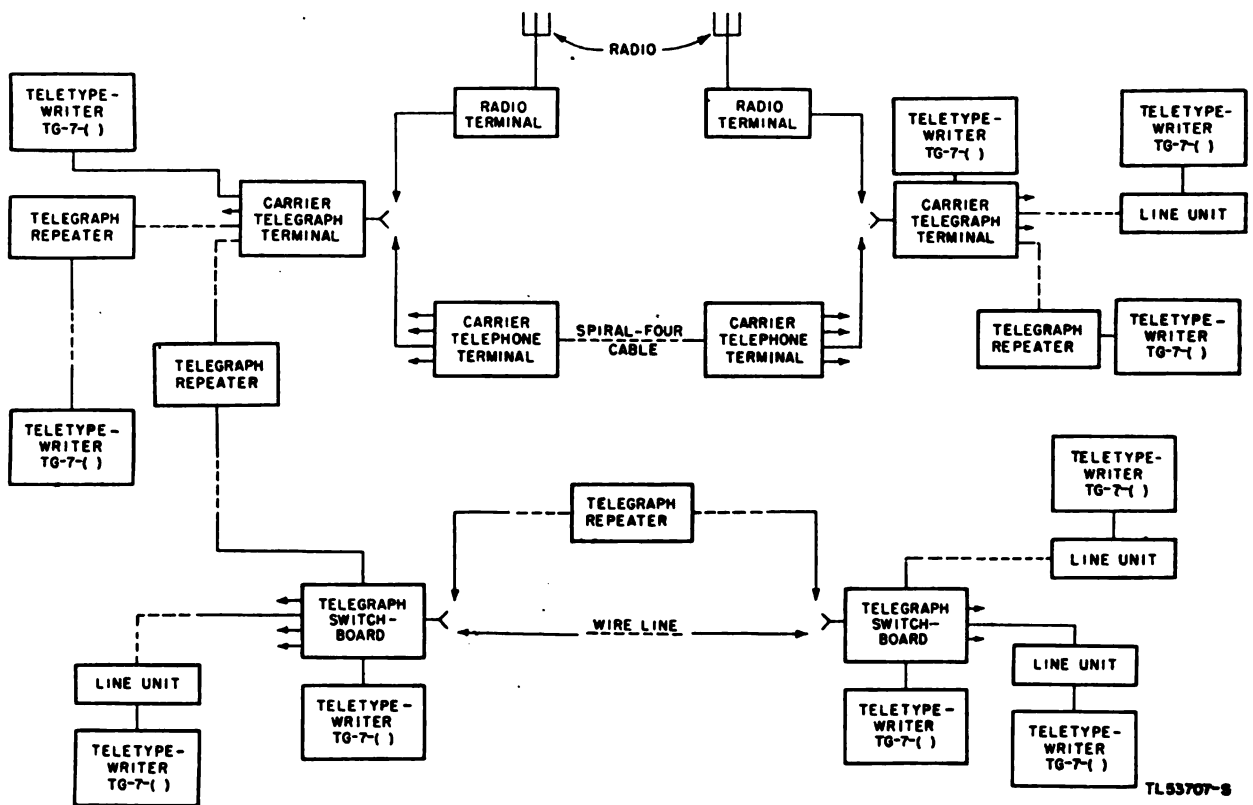 RADIO
TELETYPE-
WRITER
TG-7-( )
RADIO
TERMINAL
RADIO
TERMINAL
TELETYPE-
WRITER
TG-7-( )
TELETYPE-
WRITER
TG-7-( )
TELEGRAPH
REPEATER
CARRIER
TELEGRAPH
TERMINAL
CARRIER
TELEGRAPH
TERMINAL
LINE UNIT
TELEGRAPH
REPEATER
CARRIER
TELEPHONE
TERMINAL
SPIRAL-FOUR
CABLE
CARRIER
TELEPHONE
TERMINAL
TELEGRAPH
REPEATER
TELETYPE-
WRITER
TG-7-( )
TELETYPE-
WRITER
TG-7-( )
TELETYPE-
WRITER
TG-7-( )
TELEGRAPH
REPEATER
LINE UNIT
TELEGRAPH
SWITCH-
BOARD
WIRE LINE
TELEGRAPH
SWITCH-
BOARD
LINE UNIT
LINE UNIT
TELETYPE-
WRITER
TG-7-( )
TELETYPE-
WRITER
TG-7-( )
TELETYPE-
WRITER
TG-7-( )
TELETYPE-
WRITER
TG-7-( )
TL53707-S